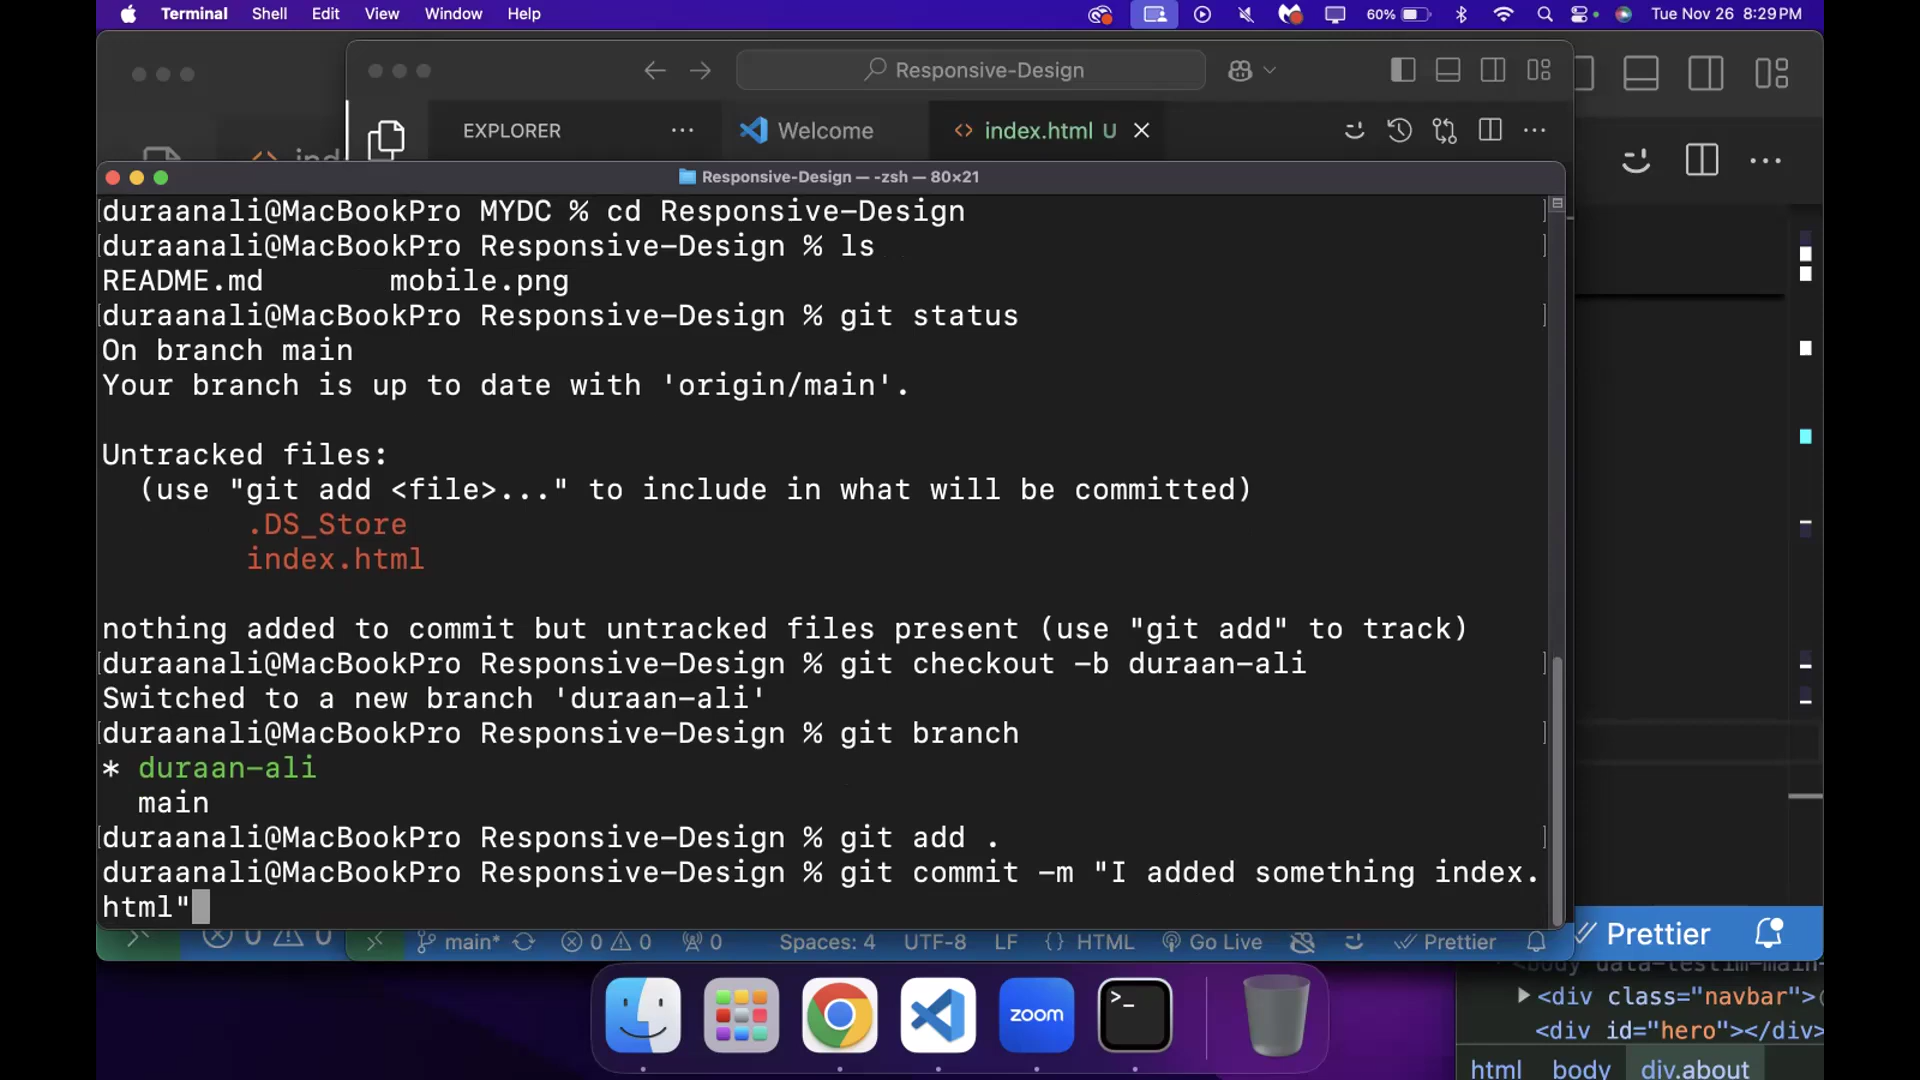 Terminal Shell Edit View Window Help 60% Tue Nov 26 8:29 PM
Responsive-Design
EXPLORER ... Welcome index.html U
Responsive-Design — -zsh — 80×21
duraanali@MacBookPro MYDC % cd Responsive-Design
duraanali@MacBookPro Responsive-Design % ls
README.md mobile.png
duraanali@MacBookPro Responsive-Design % git status
On branch main
Your branch is up to date with 'origin/main'.
Untracked files:
(use "git add <file>..." to include in what will be committed)
.DS_Store
index.html
nothing added to commit but untracked files present (use "git add" to track)
duraanali@MacBookPro Responsive-Design % git checkout -b duraan-ali
Switched to a new branch 'duraan-ali'
duraanali@MacBookPro Responsive-Design % git branch
* duraan-ali
main
duraanali@MacBookPro Responsive-Design % git add .
duraanali@MacBookPro Responsive-Design % git commit -m "I added something index.
html"
main* 0 0 0 Spaces: 4 UTF-8 LF {} HTML Go Live Prettier
Prettier
<div class="navbar">
<div id="hero"></div>
html body div.about
zoom